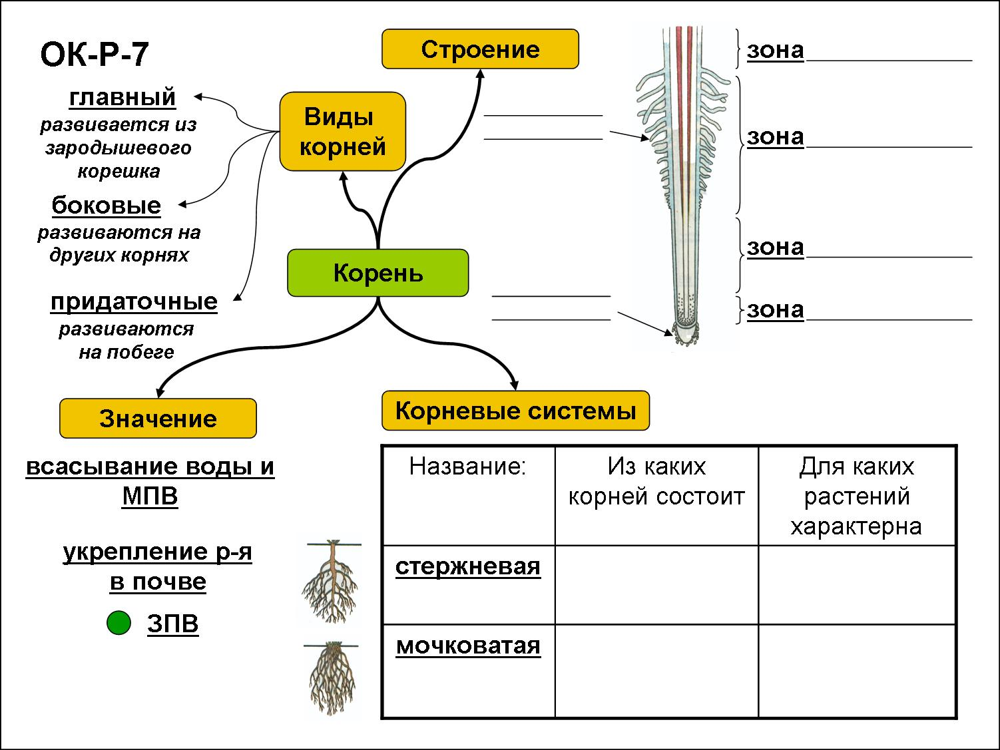 ОК-Р-7
Строение
зона
главный
развивается из
зародышевого
корешка
Виды
корней
зона
боковые
развиваются на
других корнях
зона
Корень
придаточные
развиваются
на побеге
зона
Значение
Корневые системы
всасывание воды и
МПВ
укрепление р-я
в почве
ЗПВ
Название:
Из каких
корней состоит
Для каких
растений
характерна
стержневая
мочковатая